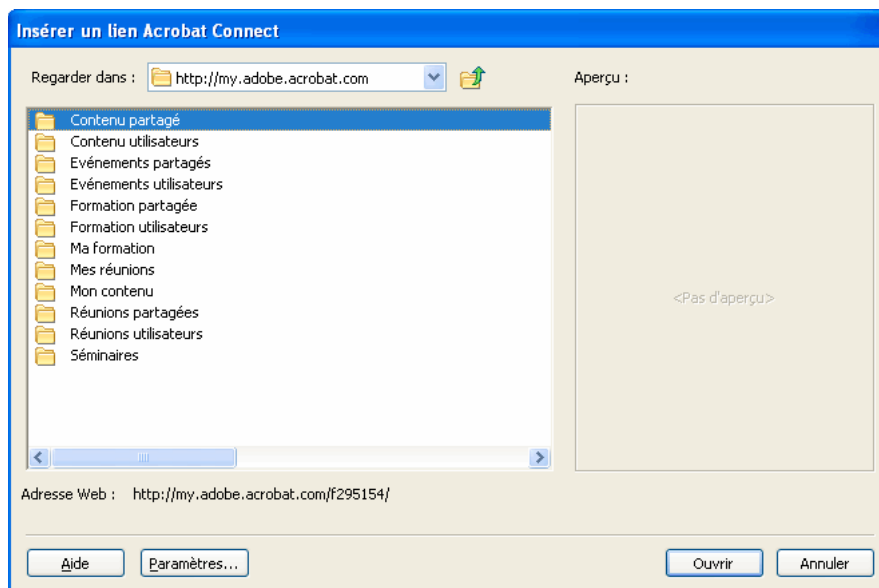 Insérer un lien Acrobat Connect
Regarder dans : http://my.adobe.acrobat.com Aperçu :
Contenu partagé
Contenu utilisateurs
Evénements partagés
Evénements utilisateurs
Formation partagée
Formation utilisateurs
Ma formation
Mes réunions
Mon contenu
Réunions partagées
Réunions utilisateurs
Séminaires
<Pas d'aperçu>
Adresse Web : http://my.adobe.acrobat.com/f295154/
Aide Paramètres... Ouvrir Annuler